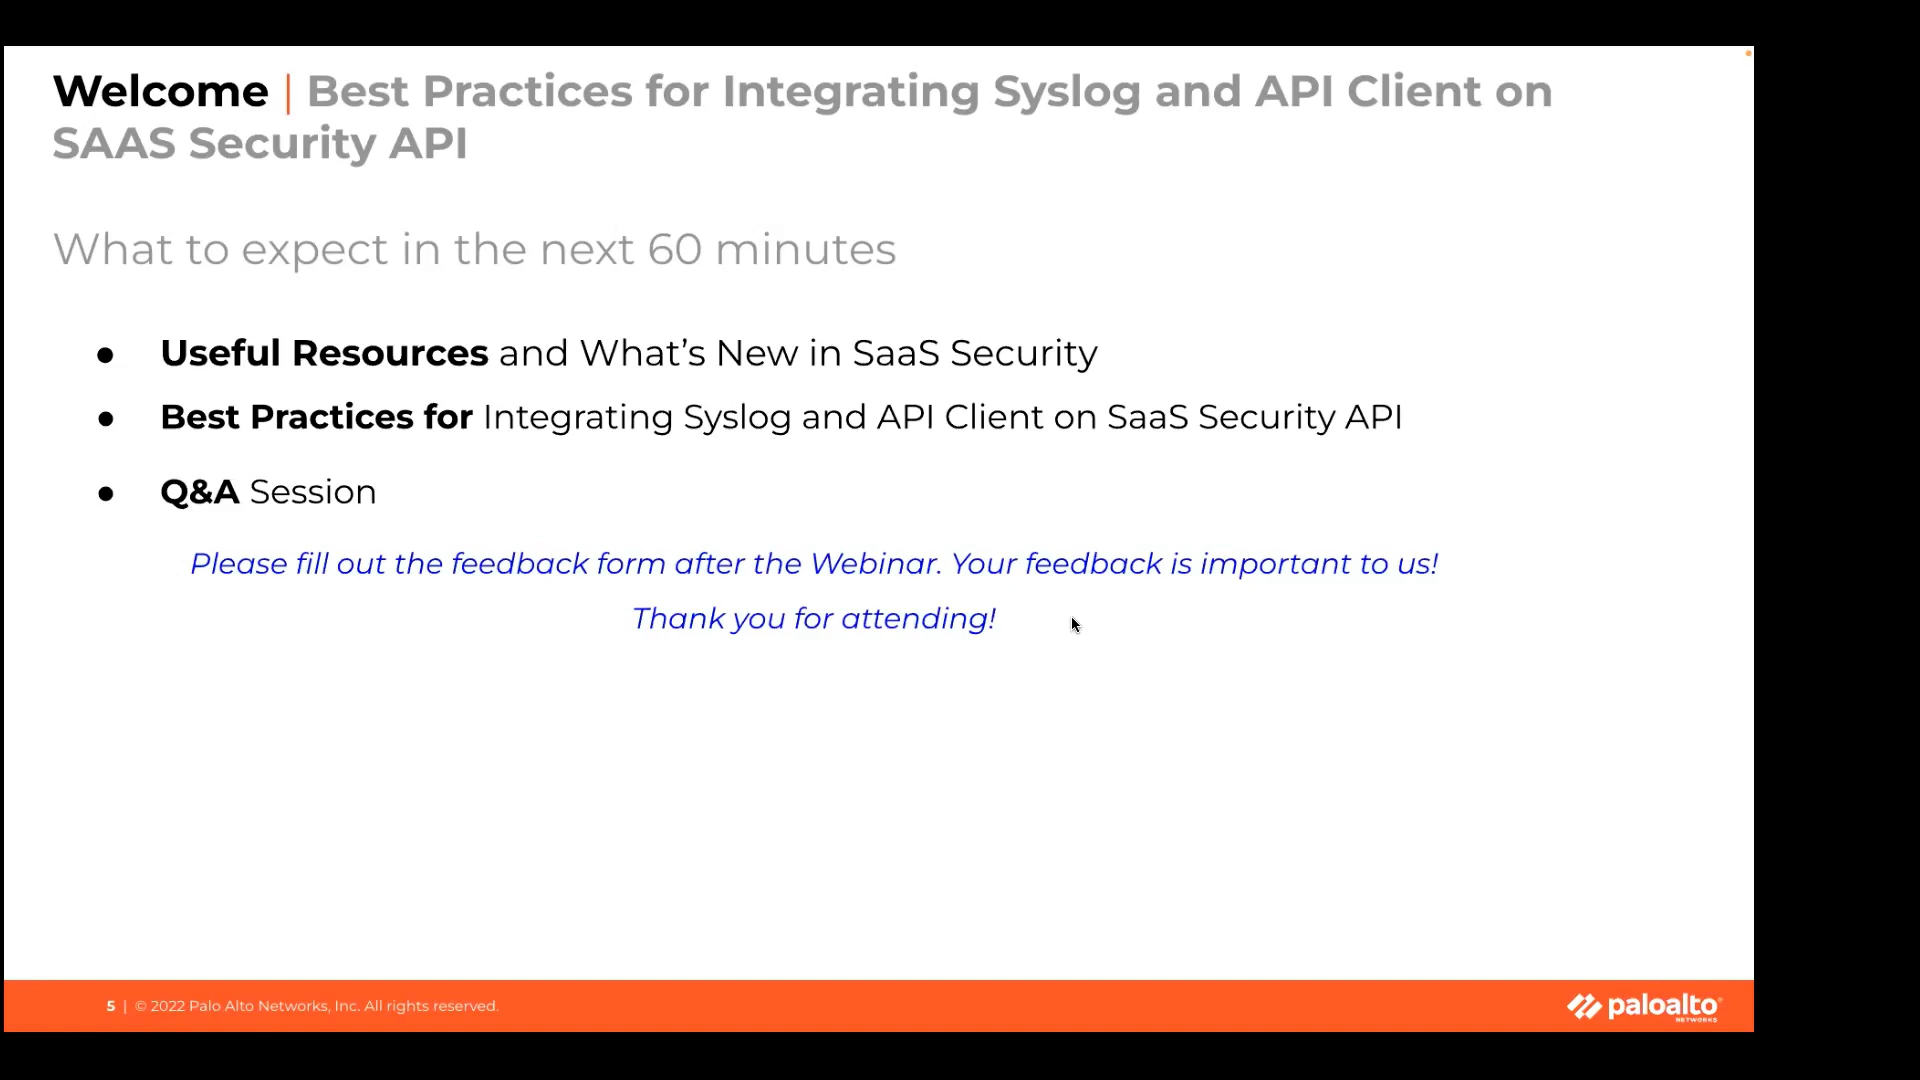 Welcome | Best Practices for Integrating Syslog and API Client on
SAAS Security API
What to expect in the next 60 minutes
● Useful Resources and What's New in SaaS Security
● Best Practices for Integrating Syslog and API Client on SaaS Security API
● Q&A Session
Please fill out the feedback form after the Webinar. Your feedback is important to us!
Thank you for attending!
5 | © 2022 Palo Alto Networks, Inc. All rights reserved.
paloalto®
NETWORKS